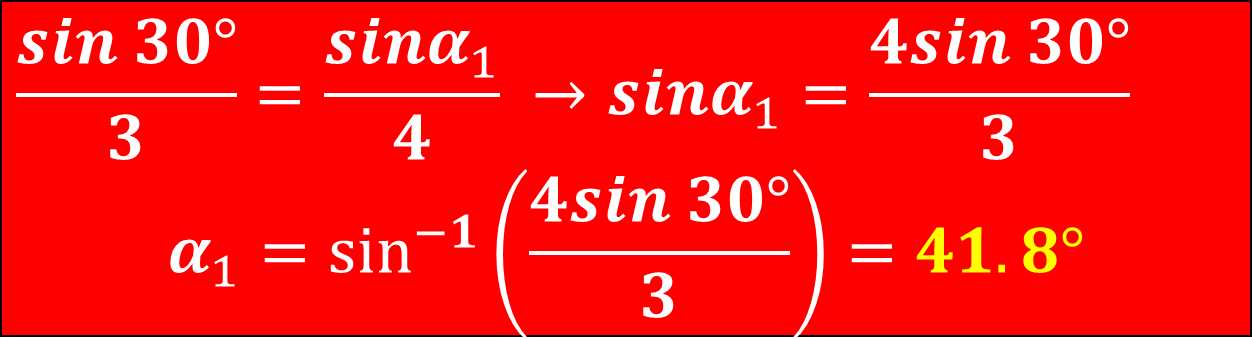 sin 30°/3 = sinα₁/4 → sinα₁ = 4sin 30°/3
α₁ = sin⁻¹(4sin 30°/3) = 41.8°